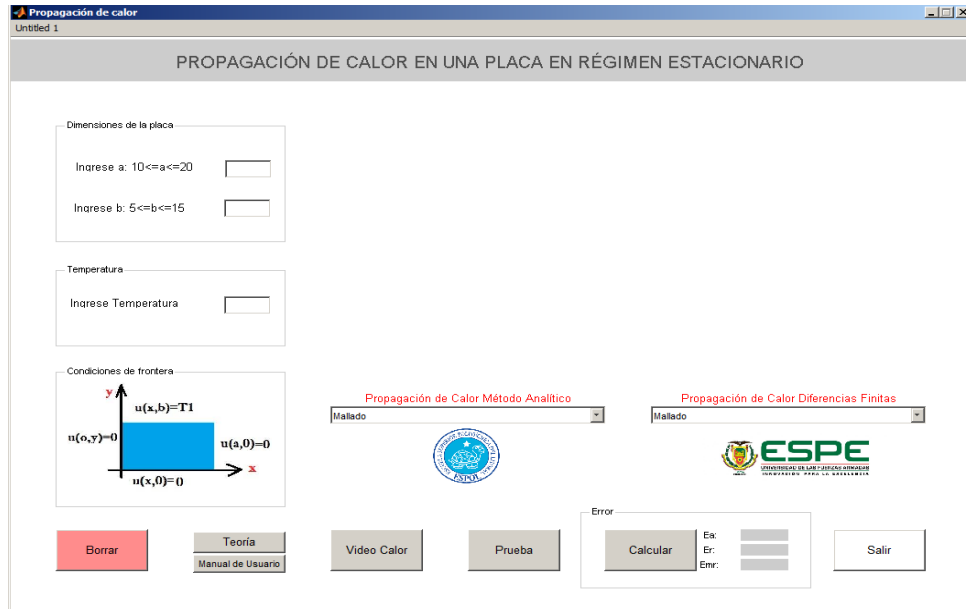 Propagación de calor
Untitled 1
PROPAGACIÓN DE CALOR EN UNA PLACA EN RÉGIMEN ESTACIONARIO
Dimensiones de la placa
Ingrese a: 10<=a<=20
Ingrese b: 5<=b<=15
Temperatura
Ingrese Temperatura
Condiciones de frontera
y
u(x,b)=T1
u(o,y)=0
u(a,0)=0
x
u(x,0)=0
Propagación de Calor Método Analítico
Mallado
ESPOL
Propagación de Calor Diferencias Finitas
Mallado
ESPE
UNIVERSIDAD DE LAS FUERZAS ARMADAS
INNOVACIÓN PARA LA EXCELENCIA
Borrar
Teoría
Manual de Usuario
Video Calor
Prueba
Error
Calcular
Ea:
Er:
Emr:
Salir